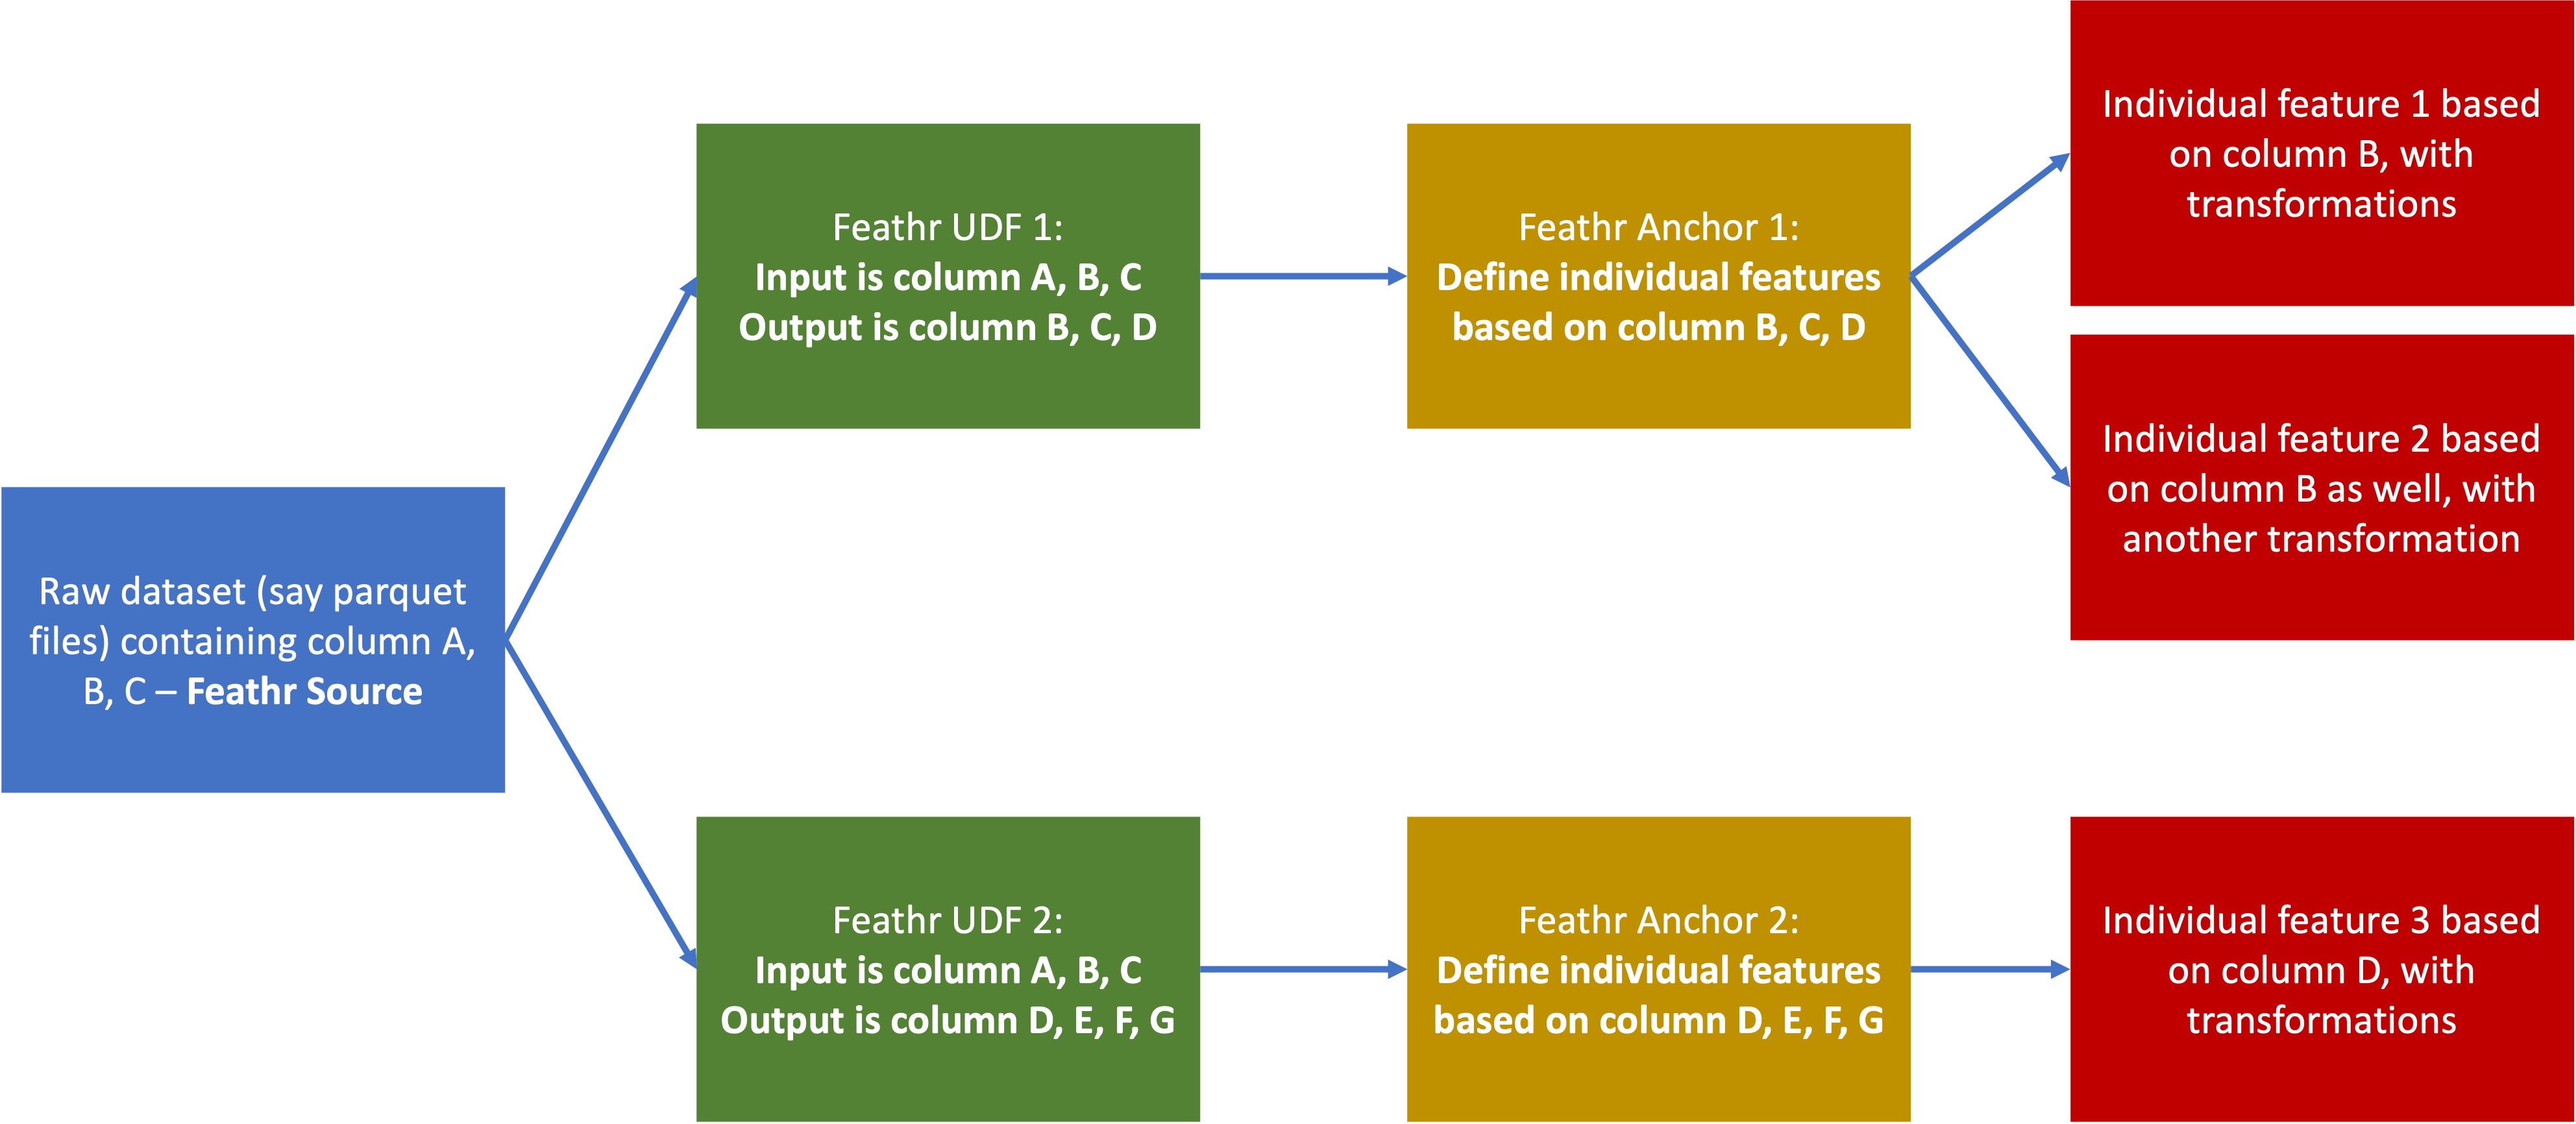 Raw dataset (say parquet
files) containing column A,
B, C – Feathr Source
Feathr UDF 1:
Input is column A, B, C
Output is column B, C, D
Feathr Anchor 1:
Define individual features
based on column B, C, D
Individual feature 1 based
on column B, with
transformations
Individual feature 2 based
on column B as well, with
another transformation
Feathr UDF 2:
Input is column A, B, C
Output is column D, E, F, G
Feathr Anchor 2:
Define individual features
based on column D, E, F, G
Individual feature 3 based
on column D, with
transformations